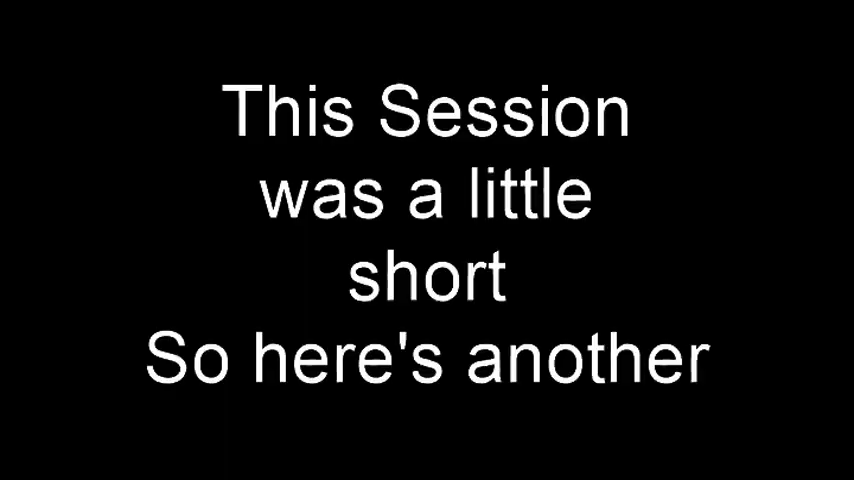 This Session
was a little
short
So here's another